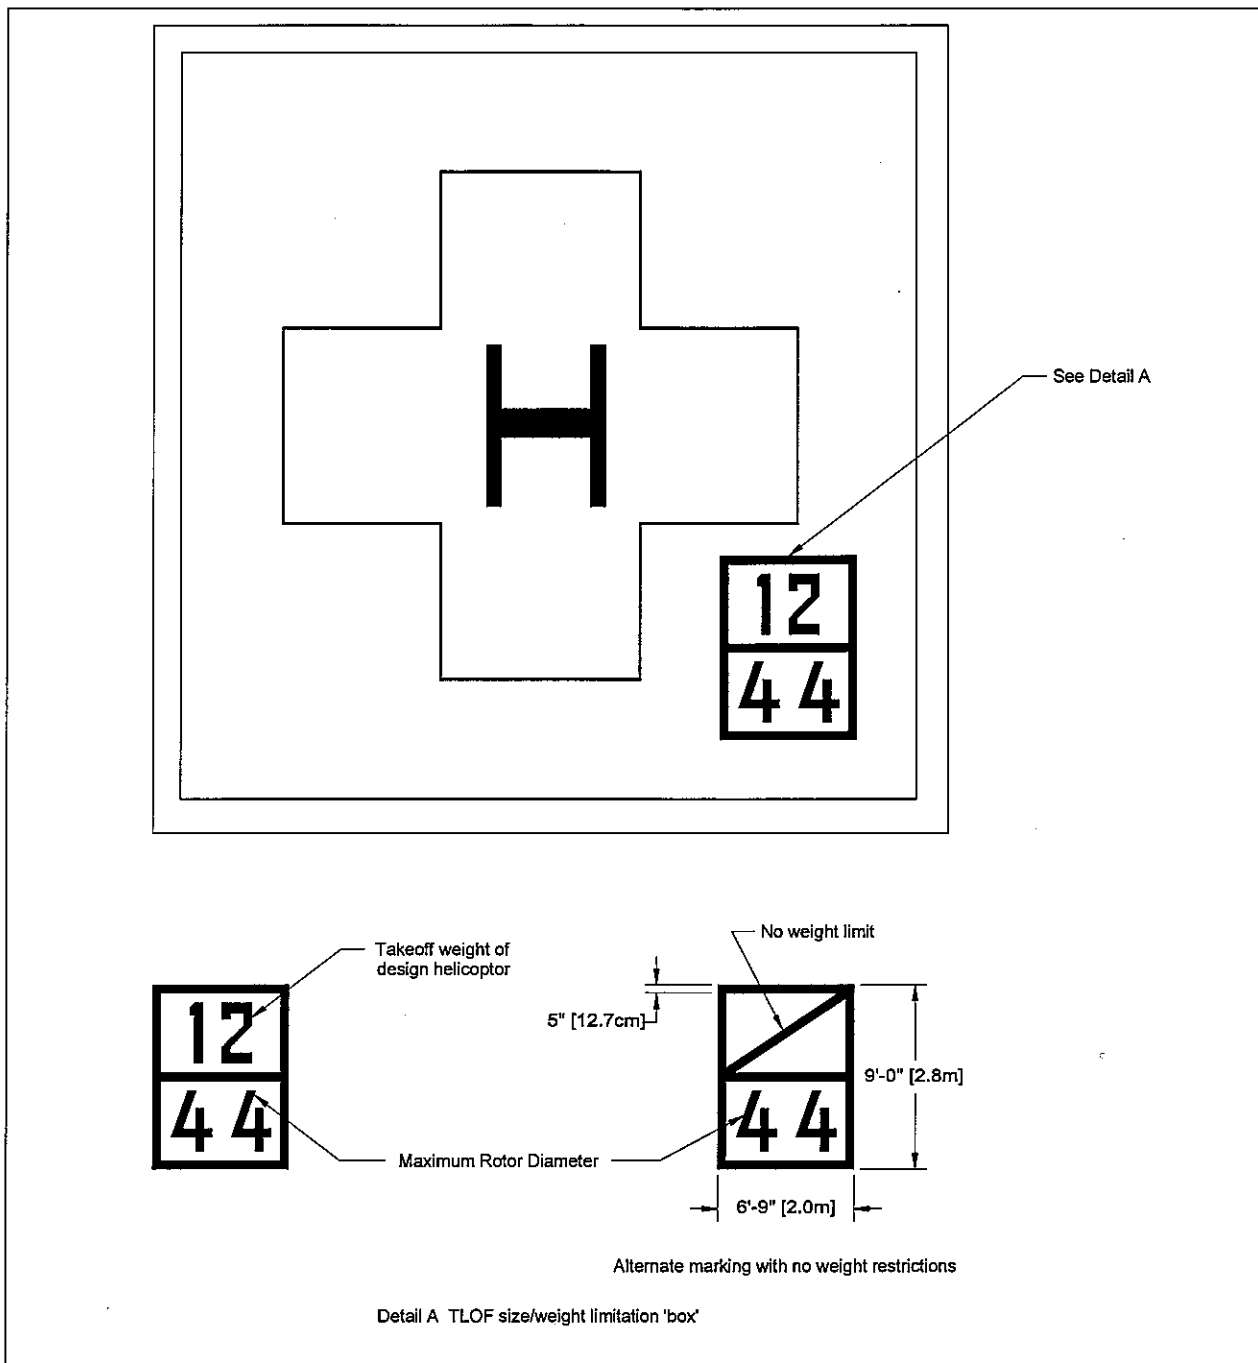 H
See Detail A
12
44
Takeoff weight of
design helicoptor
12
44
Maximum Rotor Diameter
No weight limit
5" [12.7cm]
9'-0" [2.8m]
44
6'-9" [2.0m]
Alternate marking with no weight restrictions
Detail A TLOF size/weight limitation 'box'